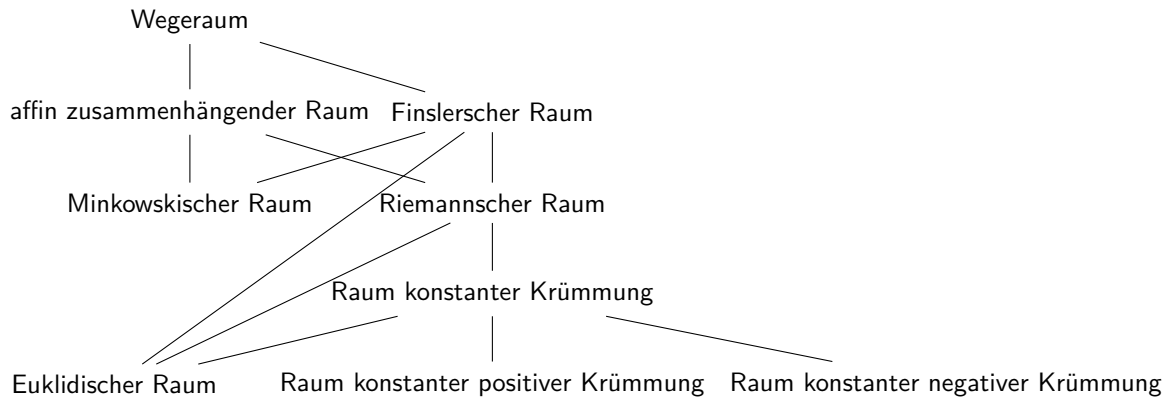 Wegeraum
affin zusammenhängender Raum Finslerscher Raum
Minkowskischer Raum Riemannscher Raum
Raum konstanter Krümmung
Euklidischer Raum Raum konstanter positiver Krümmung Raum konstanter negativer Krümmung